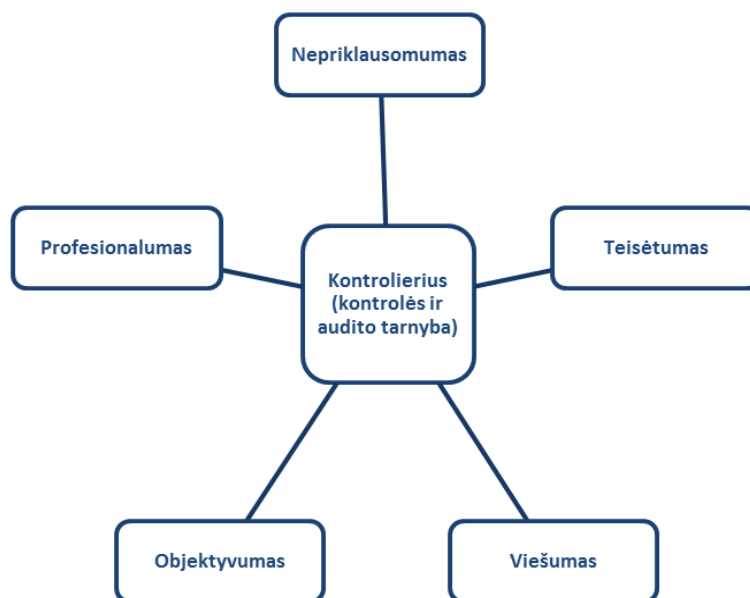 Nepriklausomumas
Profesionalumas
Teisėtumas
Kontrolierius
(kontrolės ir
audito tarnyba)
Objektyvumas
Viešumas